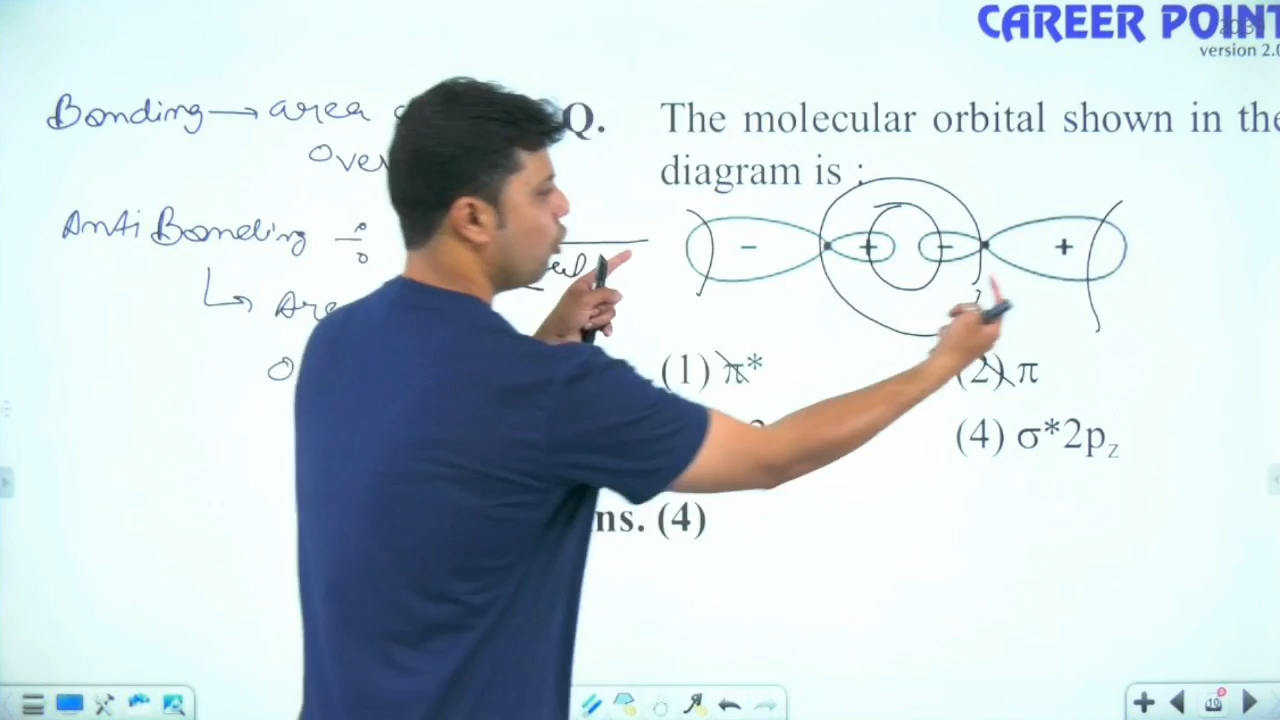 CAREER POINT
version 2.0
Bonding → area
Q. The molecular orbital shown in the
diagram is :
Anti Bonding
- + - +
(1) π* (2) π
(4) σ*2pz
ns. (4)